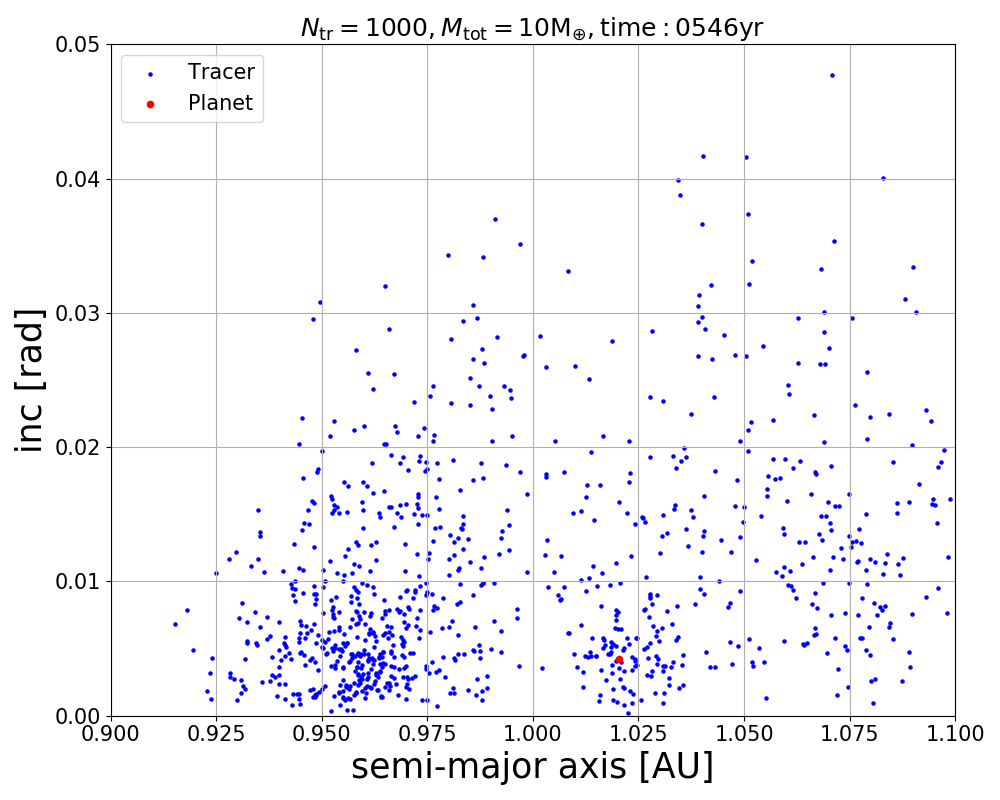 N_tr = 1000, M_tot = 10M_⊕, time : 0546yr
0.05
Tracer
Planet
0.04
0.03
inc [rad]
0.02
0.01
0.00
0.900 0.925 0.950 0.975 1.000 1.025 1.050 1.075 1.100
semi-major axis [AU]